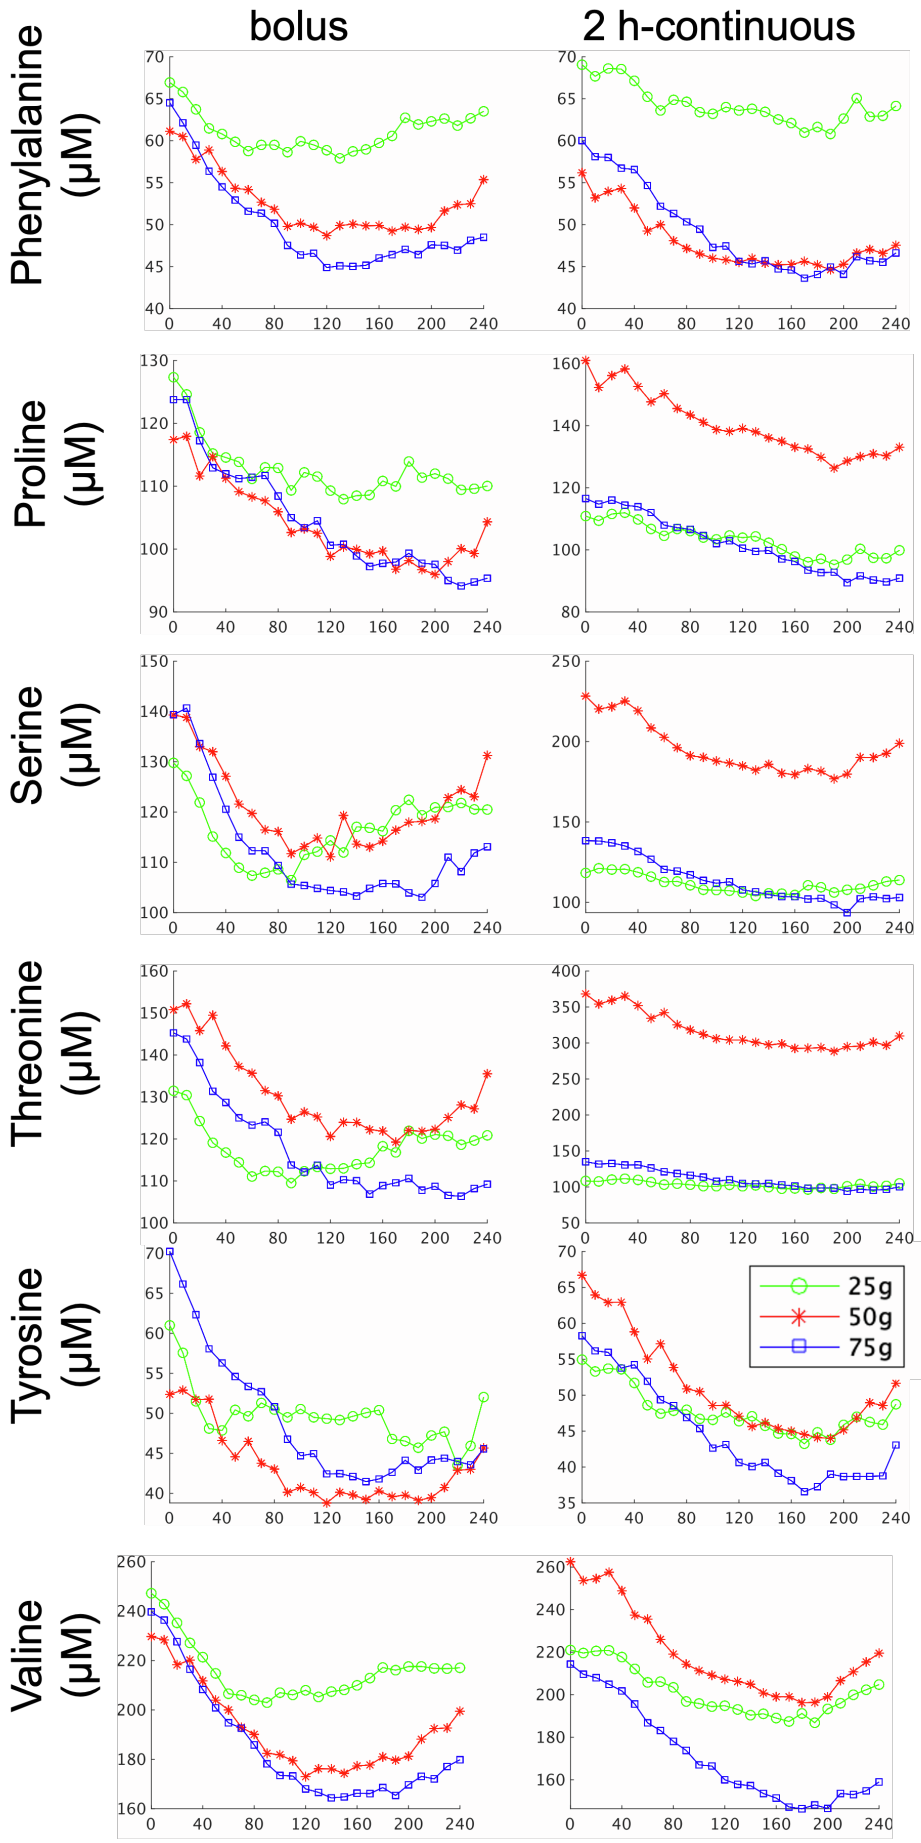 bolus 2 h-continuous
Phenylalanine
(µM)
70
65
60
55
50
45
40
0 40 80 120 160 200 240
70
65
60
55
50
45
40
0 40 80 120 160 200 240
Proline
(µM)
130
120
110
100
90
0 40 80 120 160 200 240
160
140
120
100
80
0 40 80 120 160 200 240
Serine
(µM)
150
140
130
120
110
100
0 40 80 120 160 200 240
250
200
150
100
0 40 80 120 160 200 240
Threonine
(µM)
160
150
140
130
120
110
100
0 40 80 120 160 200 240
400
350
300
250
200
150
100
50
0 40 80 120 160 200 240
Tyrosine
(µM)
70
65
60
55
50
45
40
0 40 80 120 160 200 240
70
65
60
55
50
45
40
35
0 40 80 120 160 200 240
25g
50g
75g
Valine
(µM)
260
240
220
200
180
160
0 40 80 120 160 200 240
260
240
220
200
180
160
0 40 80 120 160 200 240